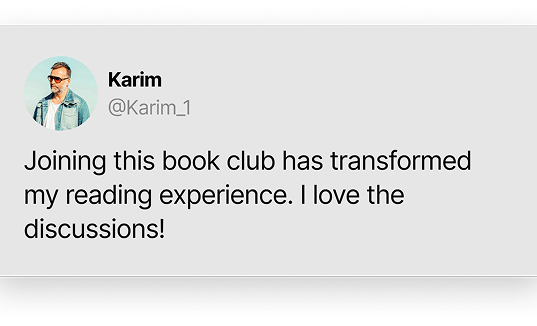 Karim
@Karim_1
Joining this book club has transformed
my reading experience. I love the
discussions!